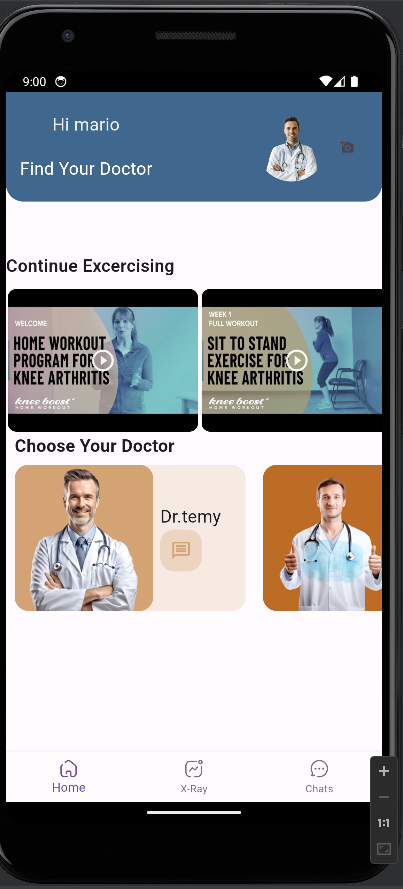 9:00
Hi mario
Find Your Doctor
Continue Excercising
WELCOME
HOME WORKOUT
PROGRAM FOR
KNEE ARTHRITIS
knee boost
HOME WORKOUT
WEEK 1
FULL WORKOUT
SIT TO STAND
EXERCISE FOR
KNEE ARTHRITIS
knee boost
HOME WORKOUT
Choose Your Doctor
Dr.temy
Home
X-Ray
Chats
1:1